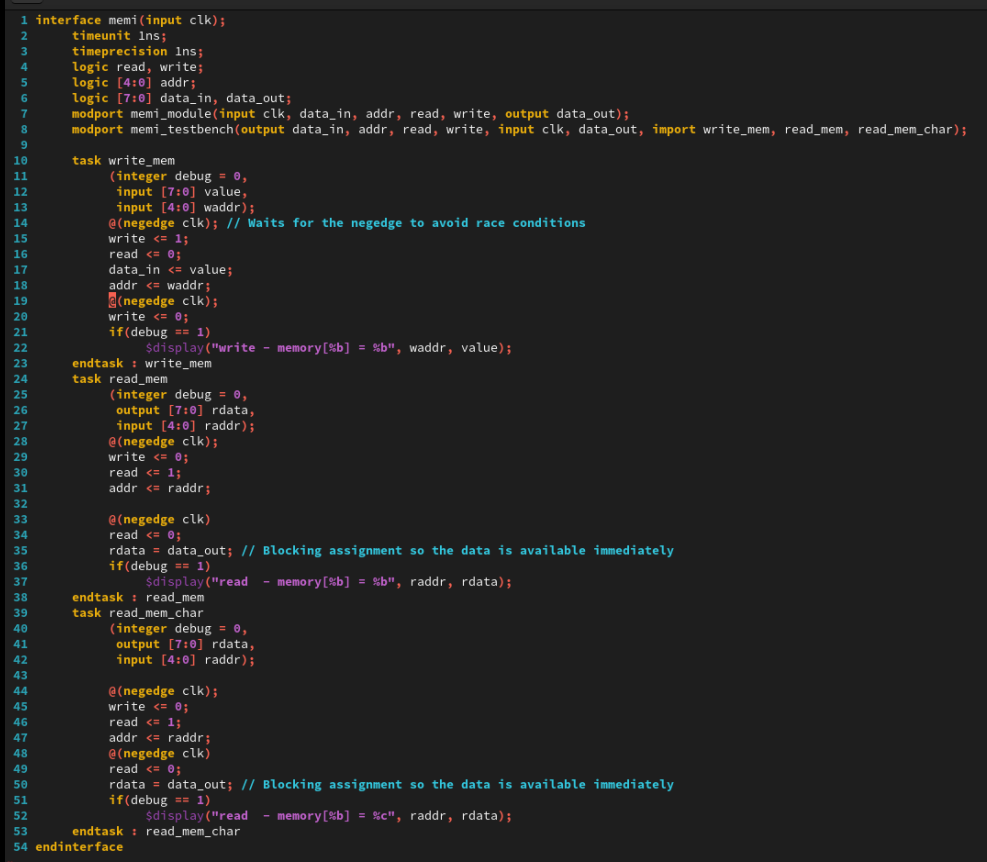 1 interface memi(input clk);
2 timeunit 1ns;
3 timeprecision 1ns;
4 logic read, write;
5 logic [4:0] addr;
6 logic [7:0] data_in, data_out;
7 modport memi_module(input clk, data_in, addr, read, write, output data_out);
8 modport memi_testbench(output data_in, addr, read, write, input clk, data_out, import write_mem, read_mem, read_mem_char);
9
10 task write_mem
11 (integer debug = 0,
12 input [7:0] value,
13 input [4:0] waddr);
14 @(negedge clk); // Waits for the negedge to avoid race conditions
15 write <= 1;
16 read <= 0;
17 data_in <= value;
18 addr <= waddr;
19 @(negedge clk);
20 write <= 0;
21 if(debug == 1)
22 $display("write - memory[%b] = %b", waddr, value);
23 endtask : write_mem
24 task read_mem
25 (integer debug = 0,
26 output [7:0] rdata,
27 input [4:0] raddr);
28 @(negedge clk);
29 write <= 0;
30 read <= 1;
31 addr <= raddr;
32
33 @(negedge clk)
34 read <= 0;
35 rdata = data_out; // Blocking assignment so the data is available immediately
36 if(debug == 1)
37 $display("read  - memory[%b] = %b", raddr, rdata);
38 endtask : read_mem
39 task read_mem_char
40 (integer debug = 0,
41 output [7:0] rdata,
42 input [4:0] raddr);
43
44 @(negedge clk);
45 write <= 0;
46 read <= 1;
47 addr <= raddr;
48 @(negedge clk)
49 read <= 0;
50 rdata = data_out; // Blocking assignment so the data is available immediately
51 if(debug == 1)
52 $display("read  - memory[%b] = %c", raddr, rdata);
53 endtask : read_mem_char
54 endinterface